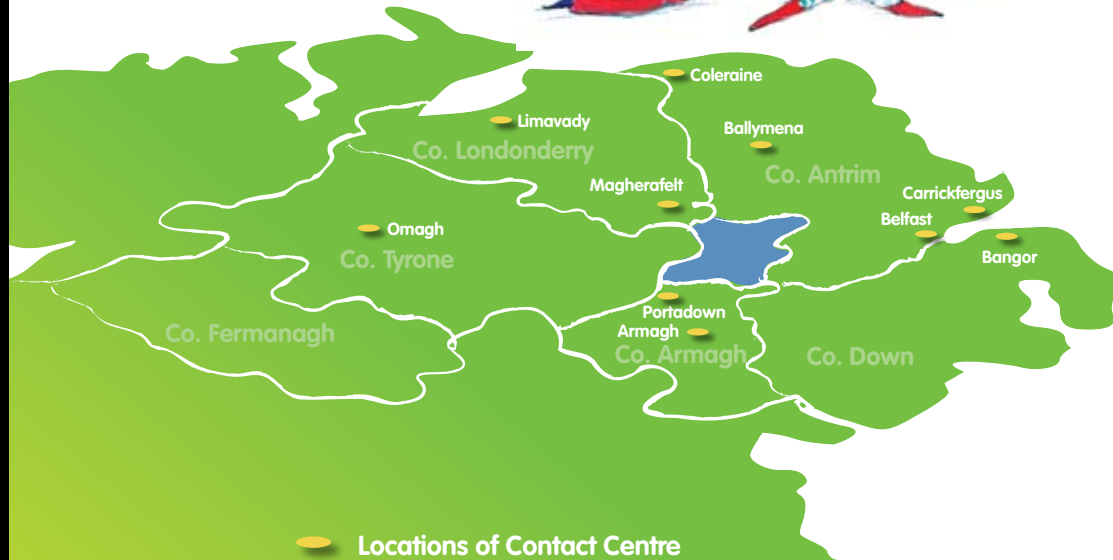 Coleraine
Limavady
Ballymena
Co. Londonderry
Co. Antrim
Magherafelt
Carrickfergus
Belfast
Omagh
Bangor
Co. Tyrone
Portadown
Armagh
Co. Fermanagh
Co. Armagh
Co. Down
Locations of Contact Centre